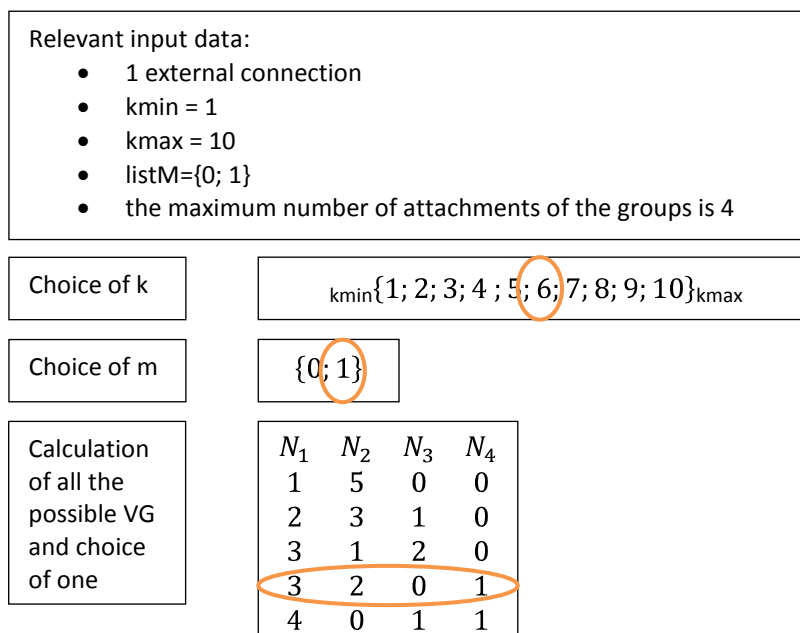 Relevant input data:
• 1 external connection
• kmin = 1
• kmax = 10
• listM={0; 1}
• the maximum number of attachments of the groups is 4
Choice of k
kmin{1; 2; 3; 4 ; 5; 6; 7; 8; 9; 10}kmax
Choice of m
{0; 1}
Calculation
of all the
possible VG
and choice
of one
N1 N2 N3 N4
1 5 0 0
2 3 1 0
3 1 2 0
3 2 0 1
4 0 1 1